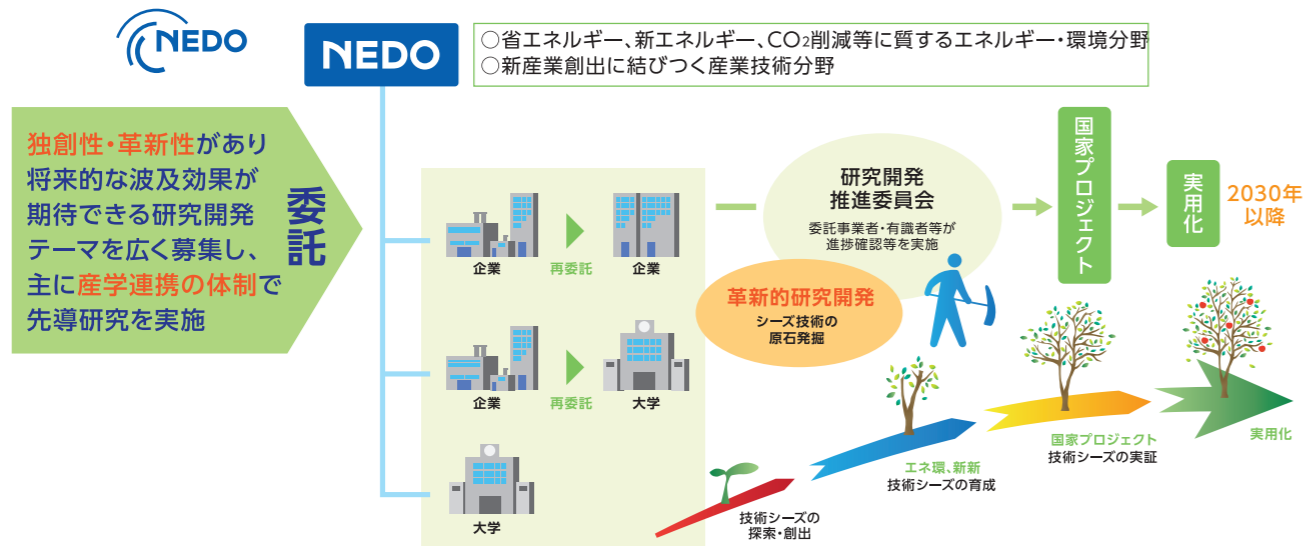 NEDO
NEDO
○省エネルギー、新エネルギー、CO2削減等に質するエネルギー・環境分野
○新産業創出に結びつく産業技術分野
独創性・革新性があり
将来的な波及効果が
期待できる研究開発
テーマを広く募集し、
主に産学連携の体制で
先導研究を実施
委託
企業
再委託
企業
企業
再委託
大学
大学
研究開発
推進委員会
委託事業者・有識者等が
進捗確認等を実施
革新的研究開発
シーズ技術の
原石発掘
国家プロジェクト
実用化
2030年
以降
技術シーズの
探索・創出
エネ環、新新
技術シーズの育成
国家プロジェクト
技術シーズの実証
実用化